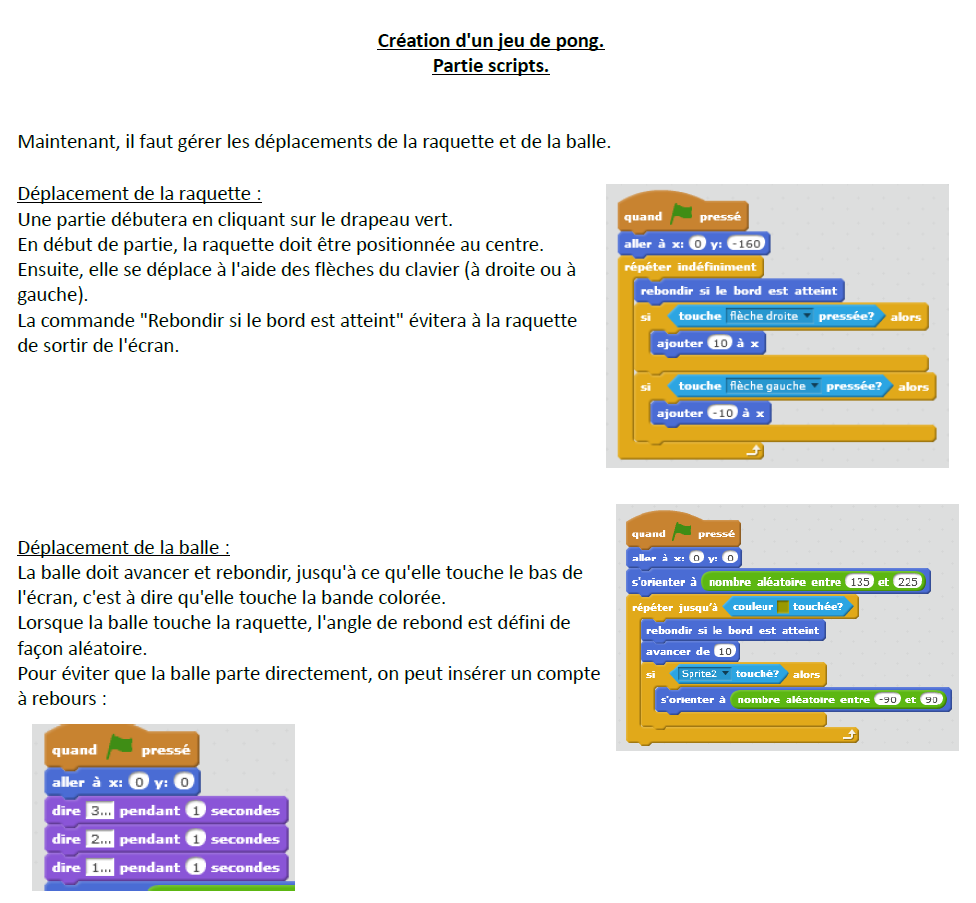 Création d'un jeu de pong.
Partie scripts.
Maintenant, il faut gérer les déplacements de la raquette et de la balle.
Déplacement de la raquette :
Une partie débutera en cliquant sur le drapeau vert.
En début de partie, la raquette doit être positionnée au centre.
Ensuite, elle se déplace à l'aide des flèches du clavier (à droite ou à
gauche).
La commande "Rebondir si le bord est atteint" évitera à la raquette
de sortir de l'écran.
quand pressé
aller à x: 0 y: -160
répéter indéfiniment
rebondir si le bord est atteint
si touche flèche droite pressée? alors
ajouter 10 à x
si touche flèche gauche pressée? alors
ajouter -10 à x
Déplacement de la balle :
La balle doit avancer et rebondir, jusqu'à ce qu'elle touche le bas de
l'écran, c'est à dire qu'elle touche la bande colorée.
Lorsque la balle touche la raquette, l'angle de rebond est défini de
façon aléatoire.
Pour éviter que la balle parte directement, on peut insérer un compte
à rebours :
quand pressé
aller à x: 0 y: 0
s'orienter à nombre aléatoire entre 135 et 225
répéter jusqu'à couleur touchée?
rebondir si le bord est atteint
avancer de 10
si Sprite2 touché? alors
s'orienter à nombre aléatoire entre -90 et 90
quand pressé
aller à x: 0 y: 0
dire 3... pendant 1 secondes
dire 2... pendant 1 secondes
dire 1... pendant 1 secondes